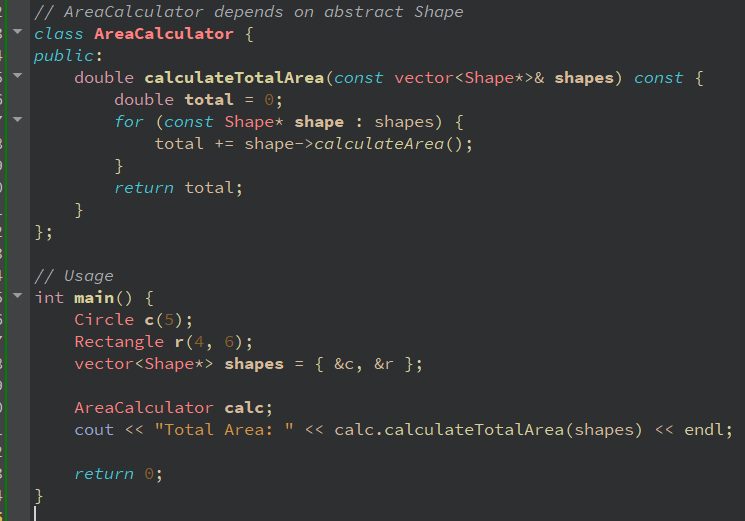 // AreaCalculator depends on abstract Shape
class AreaCalculator {
public:
    double calculateTotalArea(const vector<Shape*>& shapes) const {
        double total = 0;
        for (const Shape* shape : shapes) {
            total += shape->calculateArea();
        }
        return total;
    }
};

// Usage
int main() {
    Circle c(5);
    Rectangle r(4, 6);
    vector<Shape*> shapes = { &c, &r };

    AreaCalculator calc;
    cout << "Total Area: " << calc.calculateTotalArea(shapes) << endl;

    return 0;
}